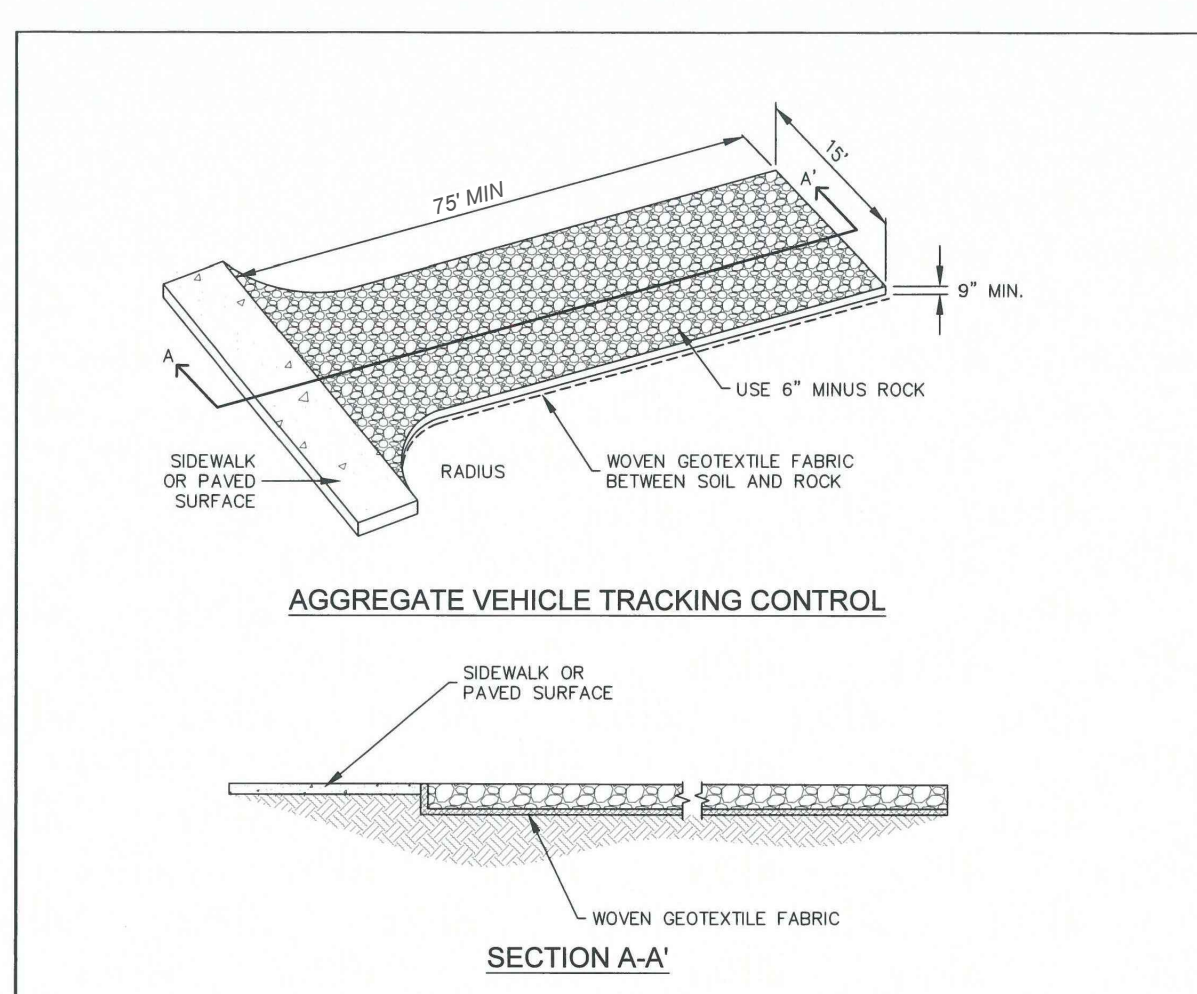 75' MIN
15'
A'
9" MIN.
A
USE 6" MINUS ROCK
SIDEWALK
OR PAVED
SURFACE
RADIUS
WOVEN GEOTEXTILE FABRIC
BETWEEN SOIL AND ROCK
AGGREGATE VEHICLE TRACKING CONTROL
SIDEWALK OR
PAVED SURFACE
WOVEN GEOTEXTILE FABRIC
SECTION A-A'